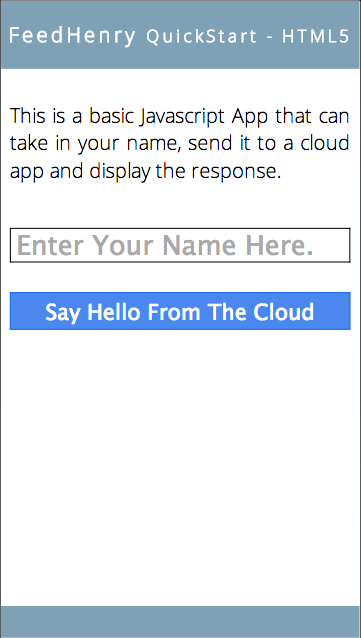 FeedHenry QuickStart - HTML5
This is a basic Javascript App that can
take in your name, send it to a cloud
app and display the response.
Enter Your Name Here.
Say Hello From The Cloud